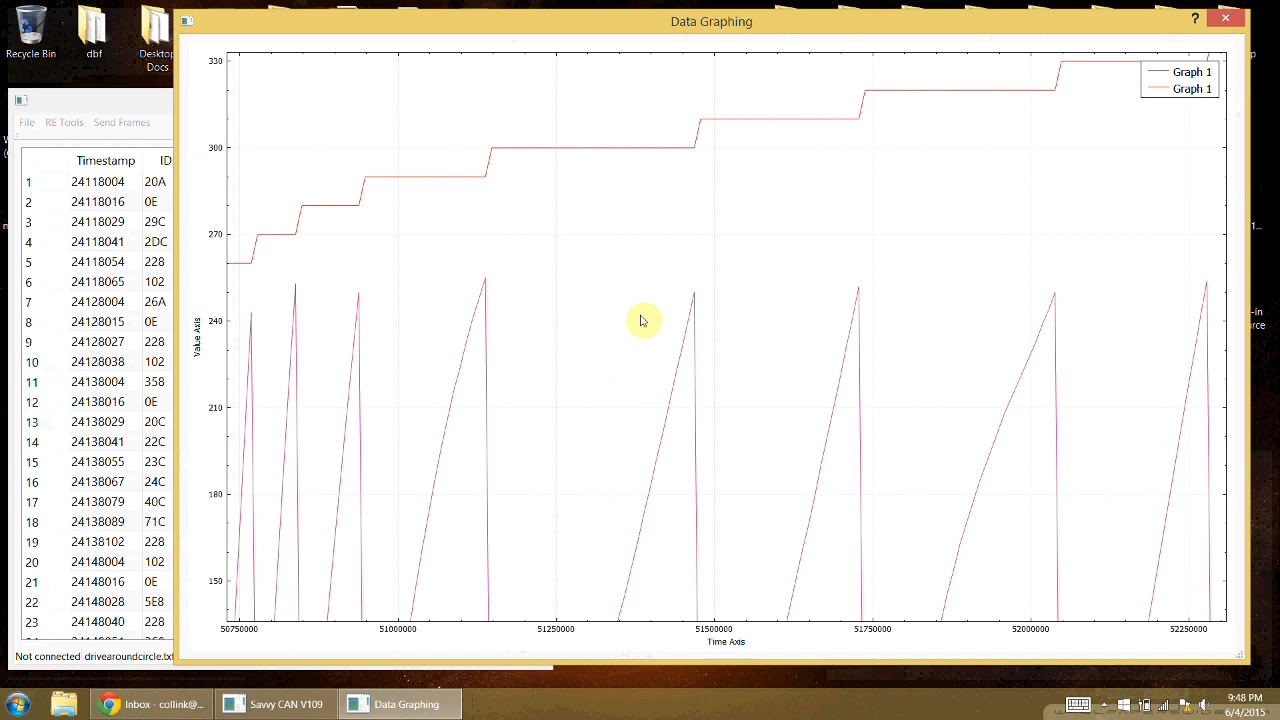 Data Graphing
?
Recycle Bin
dbf
Desktop
Docs
File RE Tools Send Frames
Timestamp ID
1 24118004 20A
2 24118016 0E
3 24118029 29C
4 24118041 2DC
5 24118054 228
6 24118065 102
7 24128004 26A
8 24128015 0E
9 24128027 228
10 24128038 102
11 24138004 358
12 24138016 0E
13 24138029 20C
14 24138041 22C
15 24138055 23C
16 24138067 24C
17 24138079 40C
18 24138089 71C
19 24138102 228
20 24148004 102
21 24148016 0E
22 24148028 5E8
23 24148040 228
Not connected drivearoundcircle.txt
330
300
270
240
210
180
150
Value Axis
50750000 51000000 51250000 51500000 51750000 52000000 52250000
Time Axis
Graph 1
Graph 1
Inbox - collink@...
Savvy CAN V109
Data Graphing
9:48 PM
6/4/2015